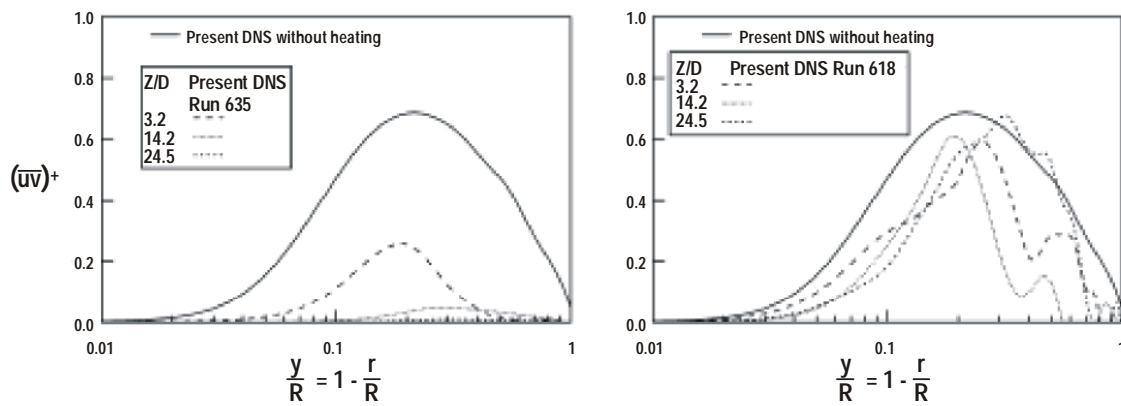 1.0
0.8
0.6
0.4
0.2
0.0
(uv)+
Present DNS without heating
Z/D Present DNS
Run 635
3.2
14.2
24.5
0.01 0.1 1
y/R = 1 - r/R
1.0
0.8
0.6
0.4
0.2
0.0
Present DNS without heating
Z/D Present DNS Run 618
3.2
14.2
24.5
0.01 0.1 1
y/R = 1 - r/R